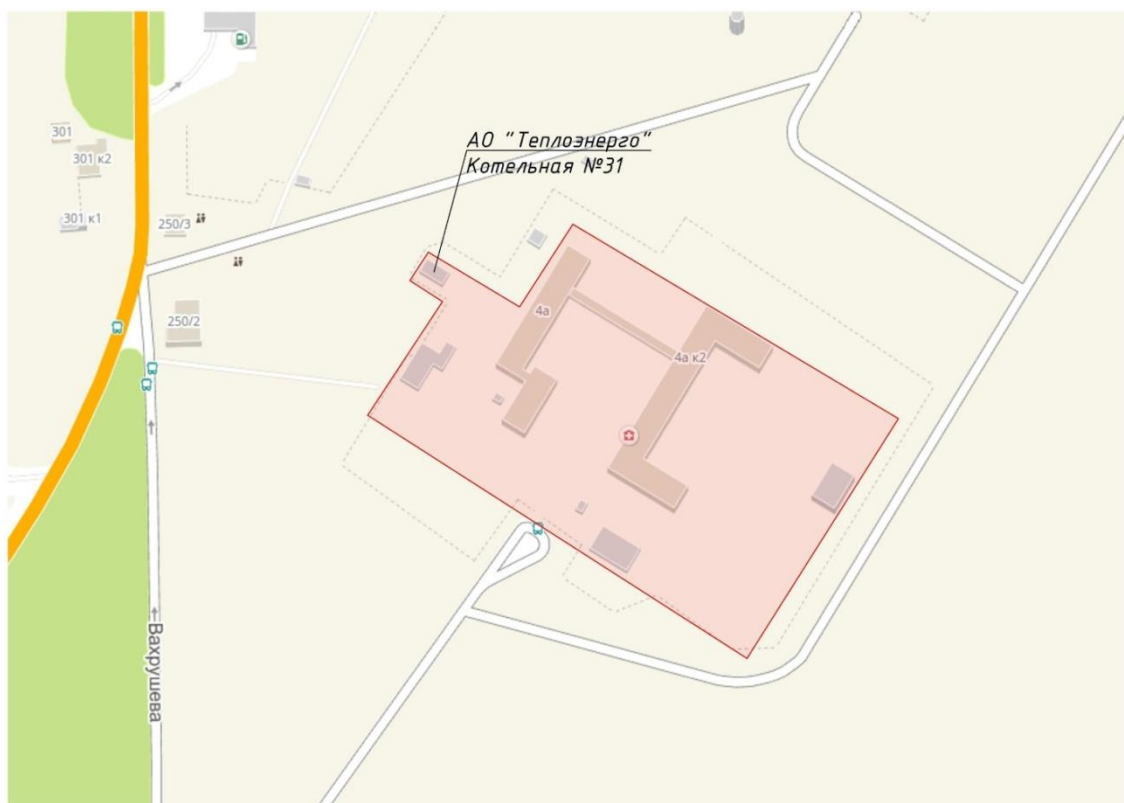 АО "Теплоэнерго"
Котельная №31
301
301 к2
301 к1
250/3
250/2
4а
4а к2
Вахрушева